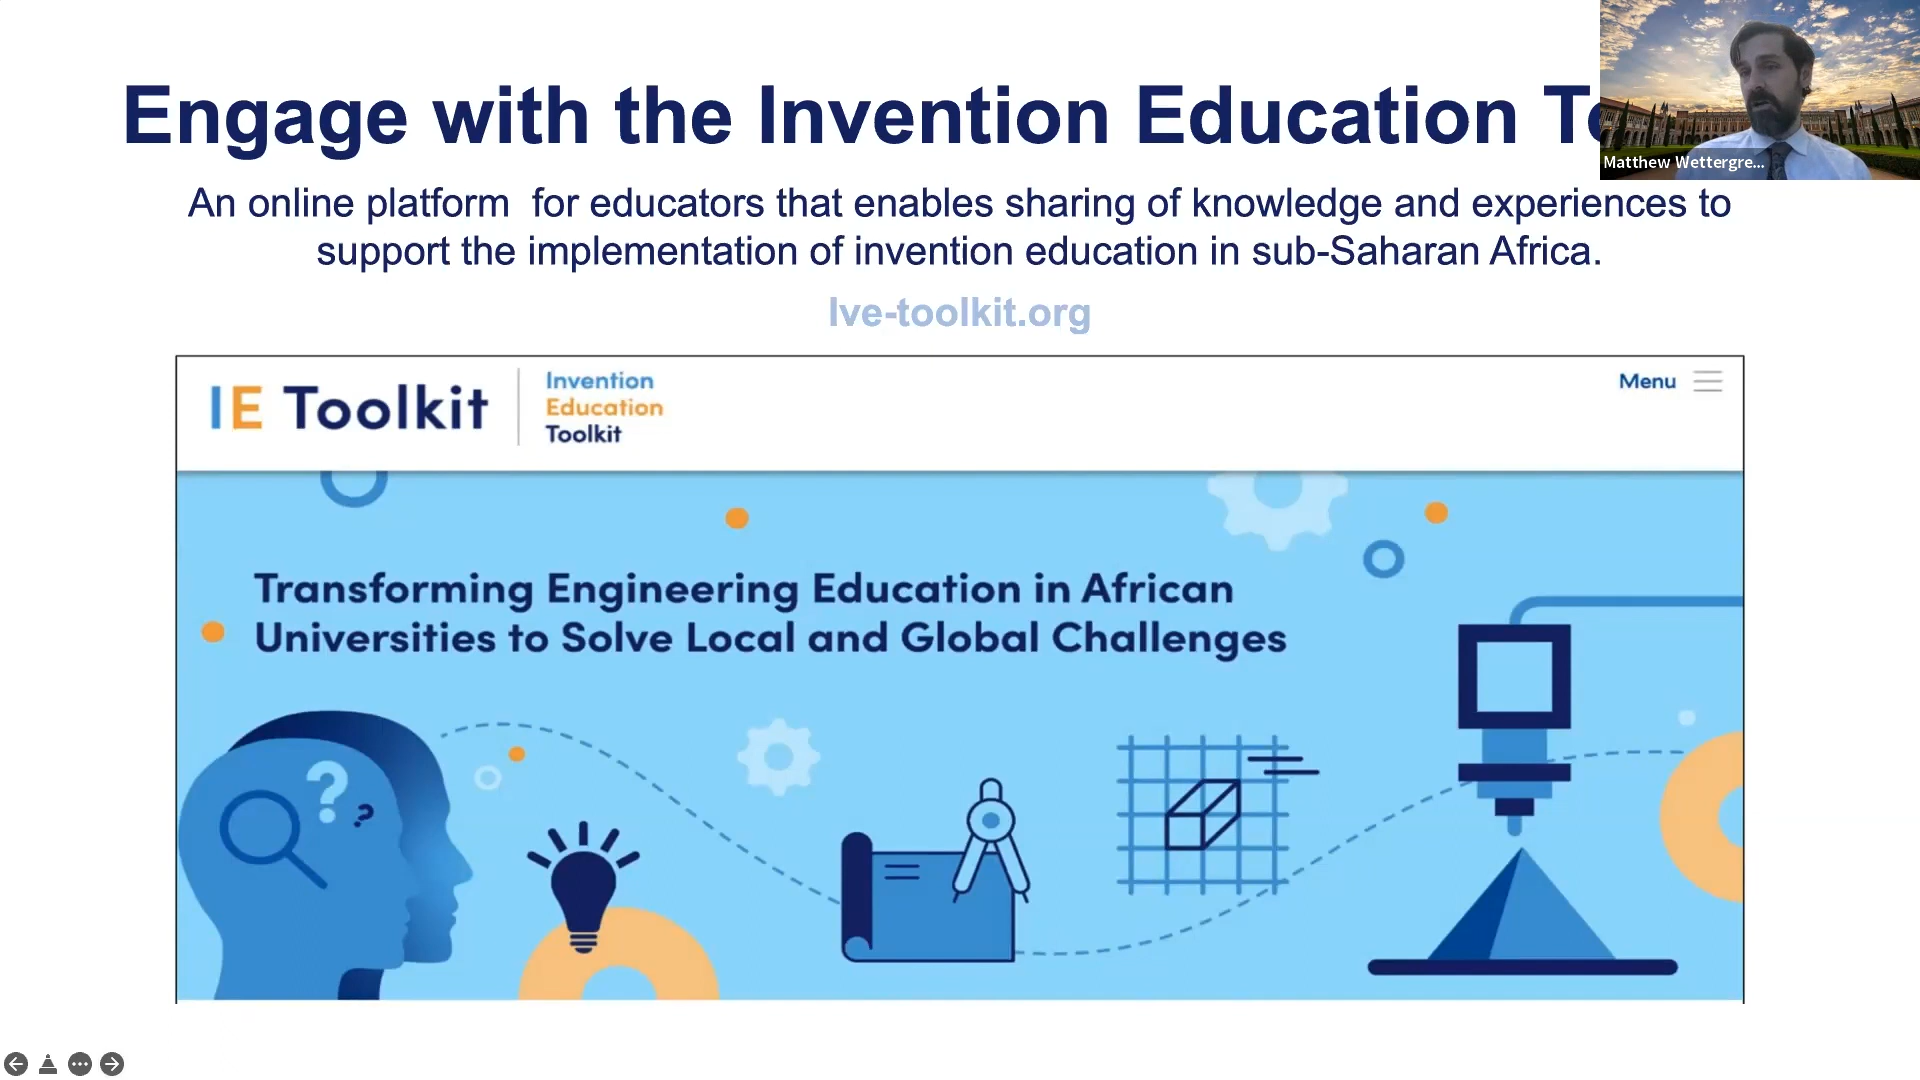 Engage with the Invention Education
Matthew Wettergre...
An online platform for educators that enables sharing of knowledge and experiences to
support the implementation of invention education in sub-Saharan Africa.
Ive-toolkit.org
IE Toolkit
Invention
Education
Toolkit
Menu
Transforming Engineering Education in African
Universities to Solve Local and Global Challenges
? ?